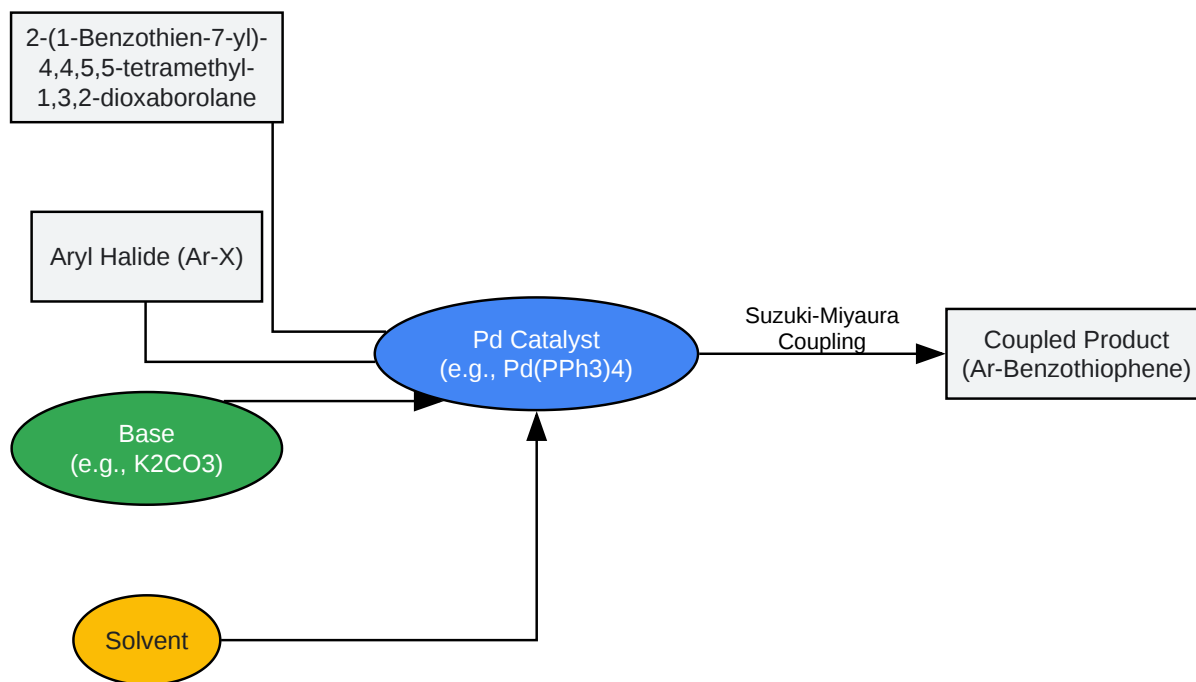 2-(1-Benzothien-7-yl)-
4,4,5,5-tetramethyl-
1,3,2-dioxaborolane
Aryl Halide (Ar-X)
Pd Catalyst
(e.g., Pd(PPh3)4)
Suzuki-Miyaura
Coupling
Coupled Product
(Ar-Benzothiophene)
Base
(e.g., K2CO3)
Solvent